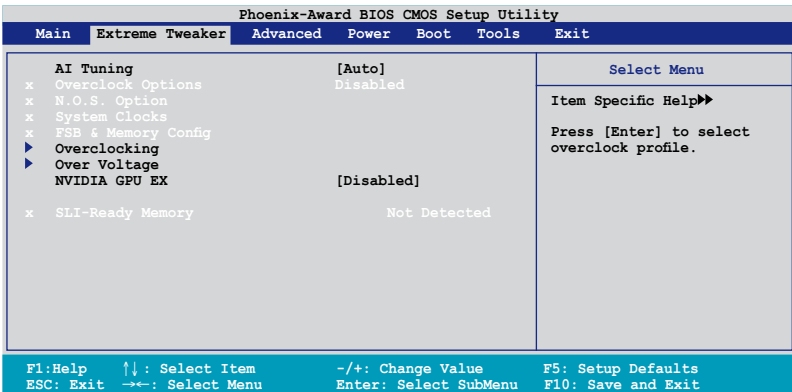 Phoenix-Award BIOS CMOS Setup Utility
Main Extreme Tweaker Advanced Power Boot Tools Exit
AI Tuning [Auto]
x Overclock Options Disabled
x N.O.S. Option
x System Clocks
x FSB & Memory Config
Overclocking
Over Voltage
NVIDIA GPU EX [Disabled]
x SLI-Ready Memory Not Detected
Select Menu
Item Specific Help
Press [Enter] to select
overclock profile.
F1:Help ↑↓: Select Item -/+: Change Value F5: Setup Defaults
ESC: Exit →←: Select Menu Enter: Select SubMenu F10: Save and Exit